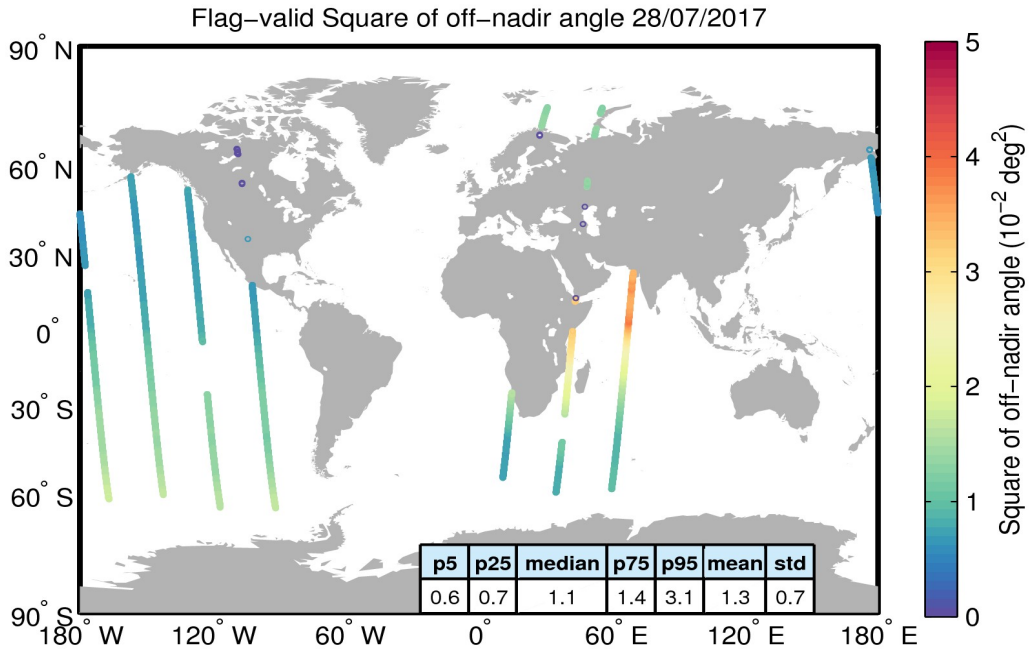 Flag−valid Square of off−nadir angle 28/07/2017
90° N
60° N
30° N
0°
30° S
60° S
90° S
180° W
120° W
60° W
0°
60° E
120° E
180° E
p5 p25 median p75 p95 mean std
0.6 0.7 1.1 1.4 3.1 1.3 0.7
5
4
3
2
1
0
Square of off−nadir angle (10⁻² deg²)